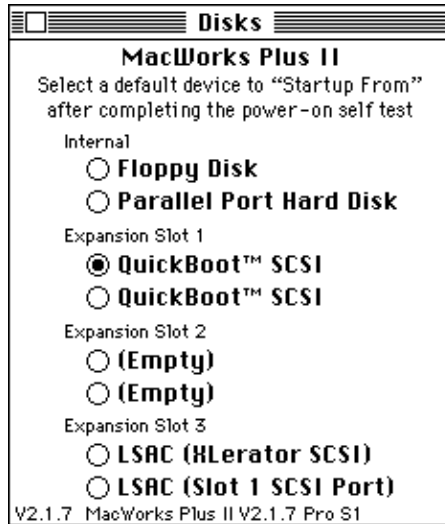 Disks
MacWorks Plus II
Select a default device to “Startup From”
after completing the power-on self test
Internal
Floppy Disk
Parallel Port Hard Disk
Expansion Slot 1
QuickBoot™ SCSI
QuickBoot™ SCSI
Expansion Slot 2
(Empty)
(Empty)
Expansion Slot 3
LSAC (XLerator SCSI)
LSAC (Slot 1 SCSI Port)
V2.1.7 MacWorks Plus II V2.1.7 Pro S1